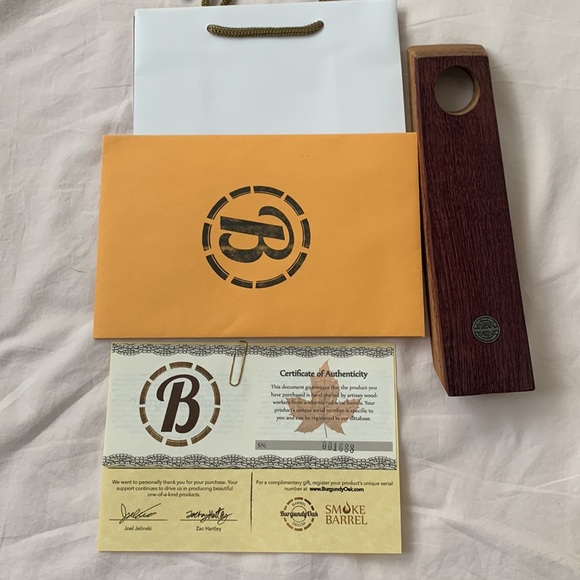 B
B
Certificate of Authenticity
This document guarantees that the product you
have purchased is hand crafted by artisan wood-
workers from authentic wine barrels. Your
product's unique serial number is specific to
you and can be registered in our database.
SN: 001688
We want to personally thank you for your purchase. Your
support continues to drive us in producing beautiful
one-of-a-kind products.
Joel Jelinski
Zac Hartley
For a complimentary gift, register your product's unique serial
number at www.BurgundyOak.com
BurgundyOak
SMOKE
BARREL